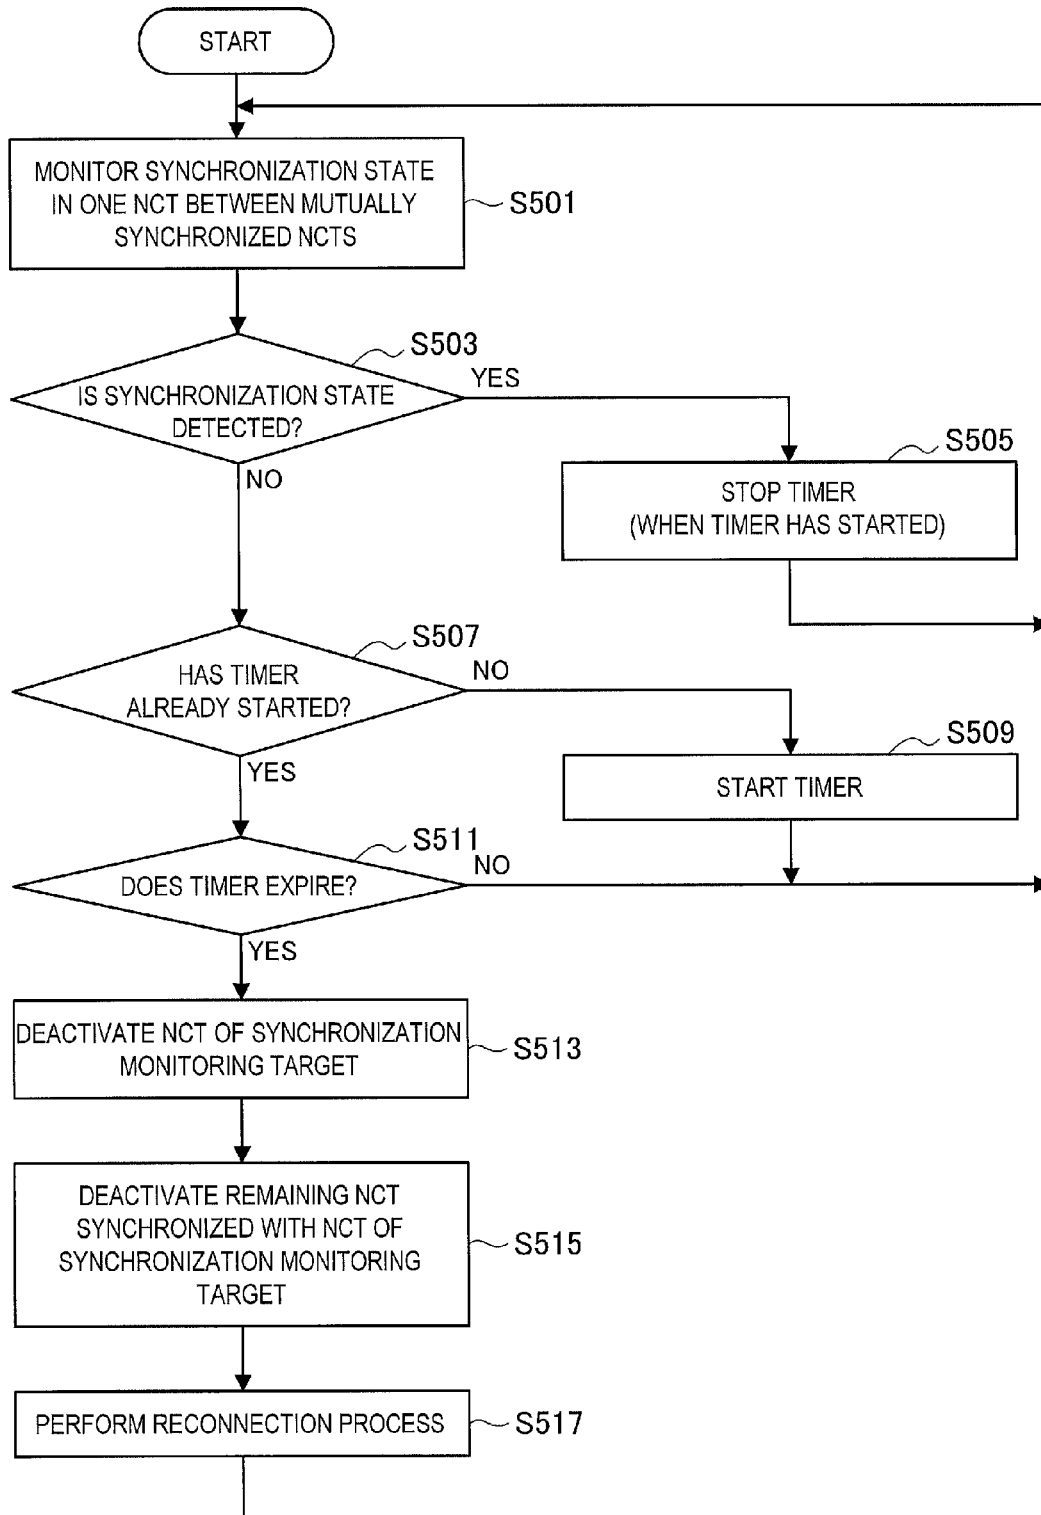 START
MONITOR SYNCHRONIZATION STATE
IN ONE NCT BETWEEN MUTUALLY
SYNCHRONIZED NCTS
S501
S503
IS SYNCHRONIZATION STATE
DETECTED?
YES
NO
S505
STOP TIMER
(WHEN TIMER HAS STARTED)
S507
HAS TIMER
ALREADY STARTED?
NO
YES
S509
START TIMER
S511
DOES TIMER EXPIRE?
NO
YES
DEACTIVATE NCT OF SYNCHRONIZATION
MONITORING TARGET
S513
DEACTIVATE REMAINING NCT
SYNCHRONIZED WITH NCT OF
SYNCHRONIZATION MONITORING
TARGET
S515
PERFORM RECONNECTION PROCESS
S517